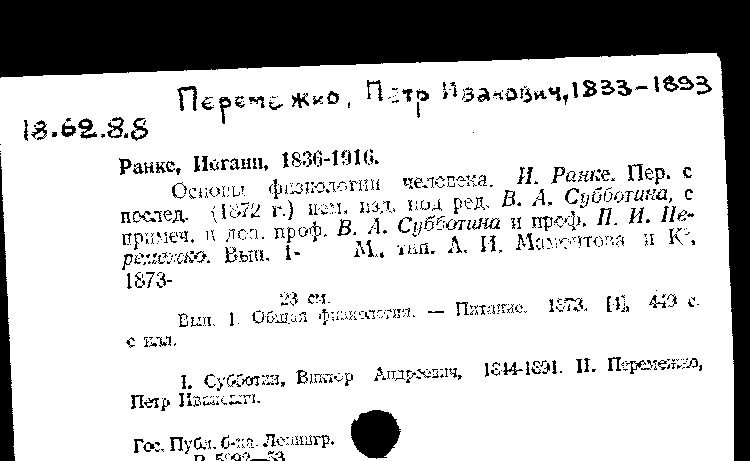 Перемежко, Петр Иванович, 1833-1893
18.62.8.8
Ранке, Иоганн, 1836-1916.
Основы физиологии человека. И. Ранке. Пер. с
послед. (1872 г.) нем. изд. под ред. В. А. Субботина, с
примеч. и доп. проф. В. А. Субботина и проф. П. И. Пе-
ремежко. Вып. 1- М., тип. А. И. Мамонтова и К°,
1873-
23 см.
Вып. 1. Общая физиология. — Питание. 1873. [4], 449 с.
с илл.
I. Субботин, Виктор Андреевич, 1844-1891. II. Перемежко,
Петр Иванович.
Гос. Публ. б-ка. Ленингр.